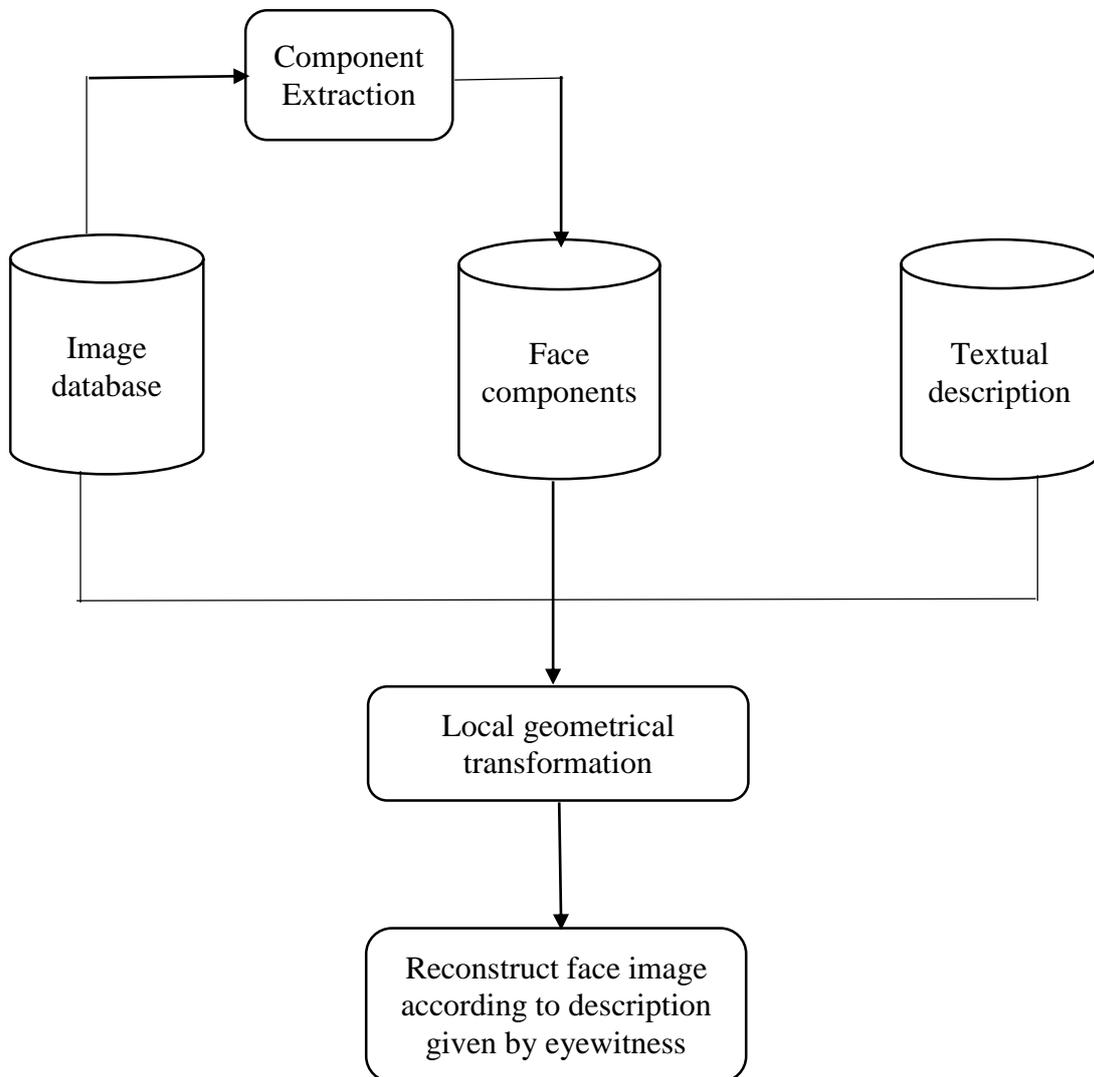 Component
Extraction
Image
database
Face
components
Textual
description
Local geometrical
transformation
Reconstruct face image
according to description
given by eyewitness